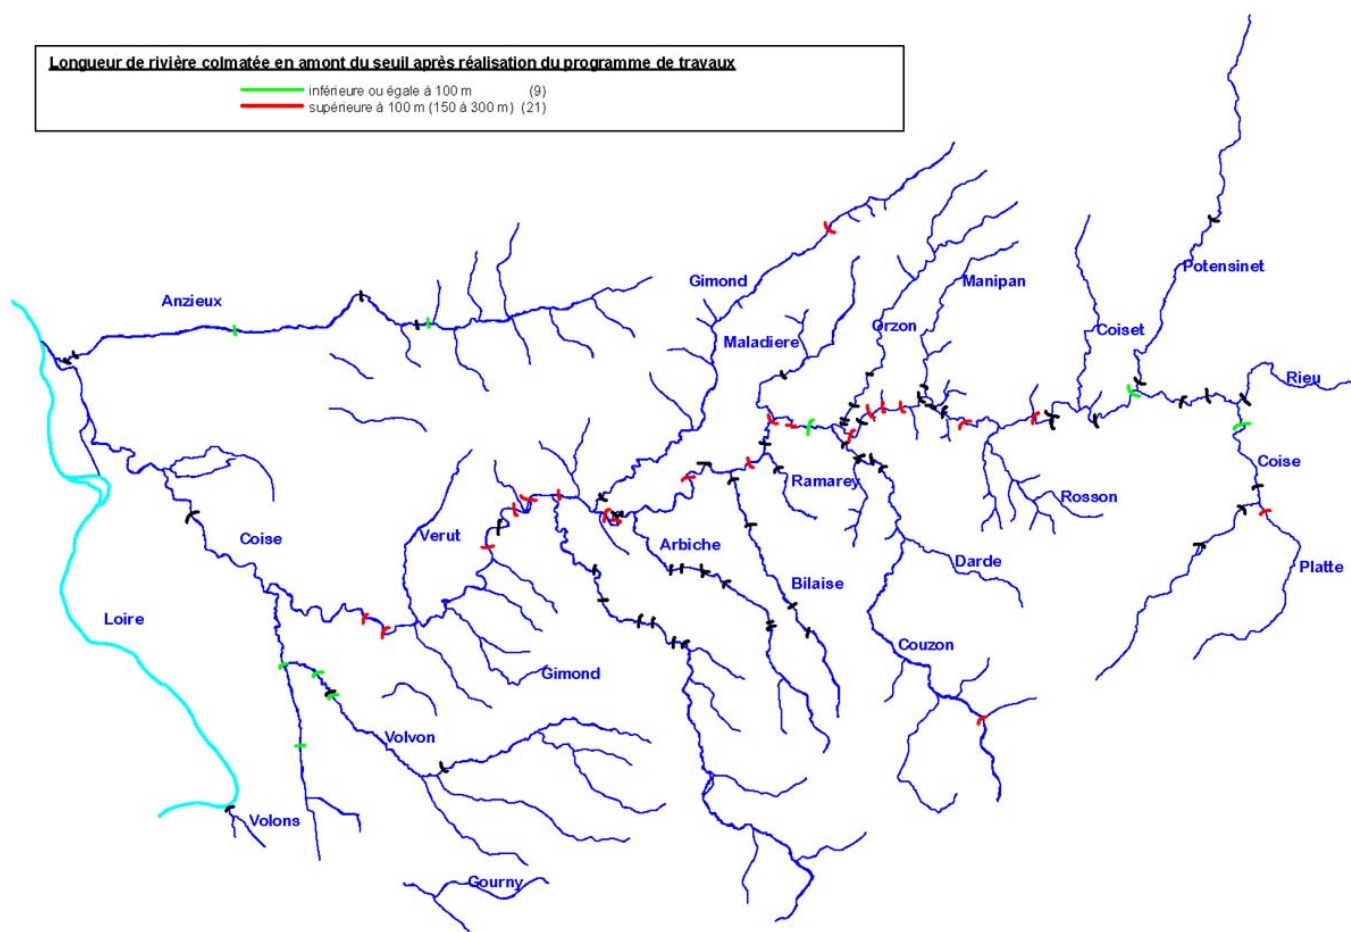 Longueur de rivière colmatée en amont du seuil après réalisation du programme de travaux
inférieure ou égale à 100 m (9)
supérieure à 100 m (150 à 300 m) (21)
Potensinet
Gimond
Manipan
Anzieux
Orzon
Coiset
Maladiere
Rieu
Coise
Ramarey
Rosson
Verut
Coise
Arbiche
Darde
Platte
Bilaise
Loire
Couzon
Gimond
Volvon
Volons
Gourny